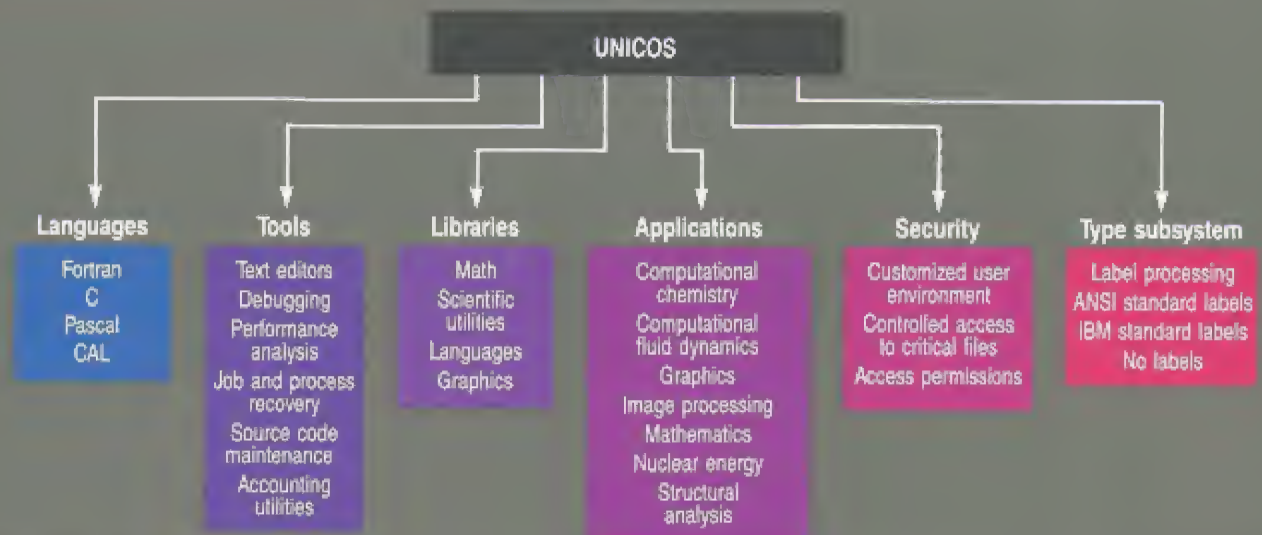 UNICOS
Languages
Fortran
C
Pascal
CAL
Tools
Text editors
Debugging
Performance
analysis
Job and process
recovery
Source code
maintenance
Accounting
utilities
Libraries
Math
Scientific
utilities
Languages
Graphics
Applications
Computational
chemistry
Computational
fluid dynamics
Graphics
Image processing
Mathematics
Nuclear energy
Structural
analysis
Security
Customized user
environment
Controlled access
to critical files
Access permissions
Type subsystem
Label processing
ANSI standard labels
IBM standard labels
No labels